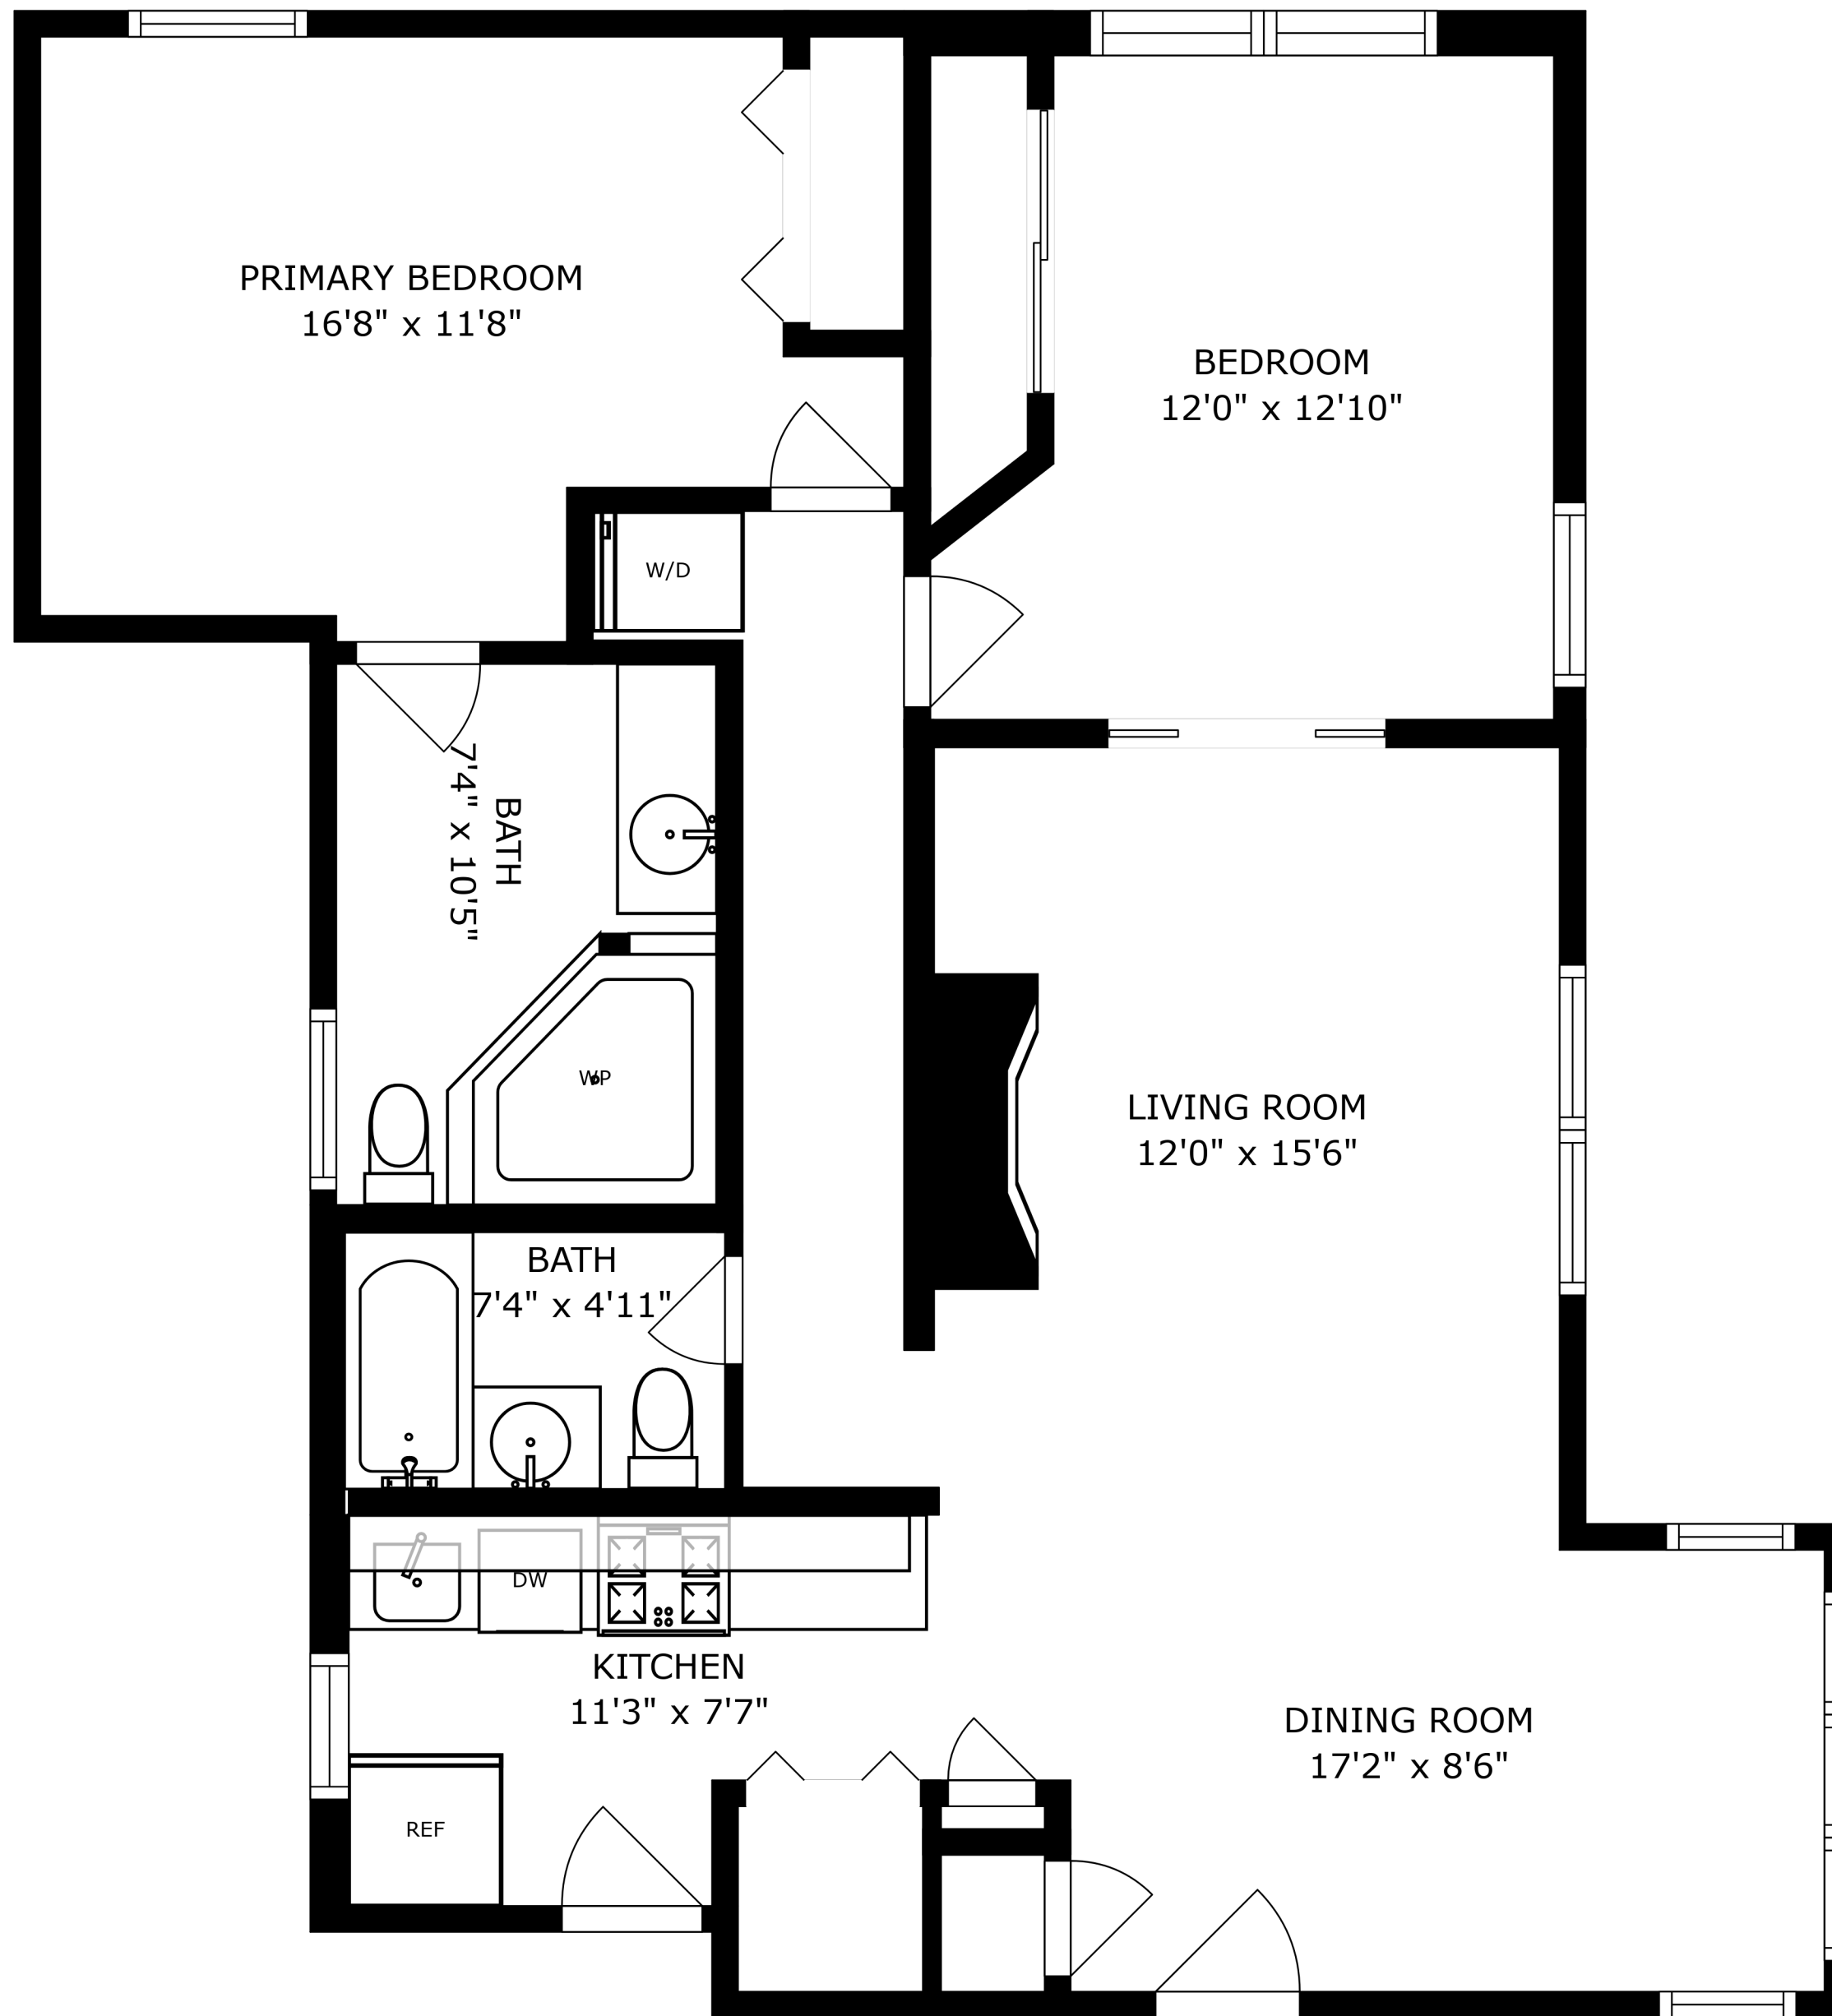 PRIMARY BEDROOM
16'8" x 11'8"
BEDROOM
12'0" x 12'10"
W/D
BATH
7'4" x 10'5"
WP
LIVING ROOM
12'0" x 15'6"
BATH
7'4" x 4'11"
DW
KITCHEN
11'3" x 7'7"
DINING ROOM
17'2" x 8'6"
REF